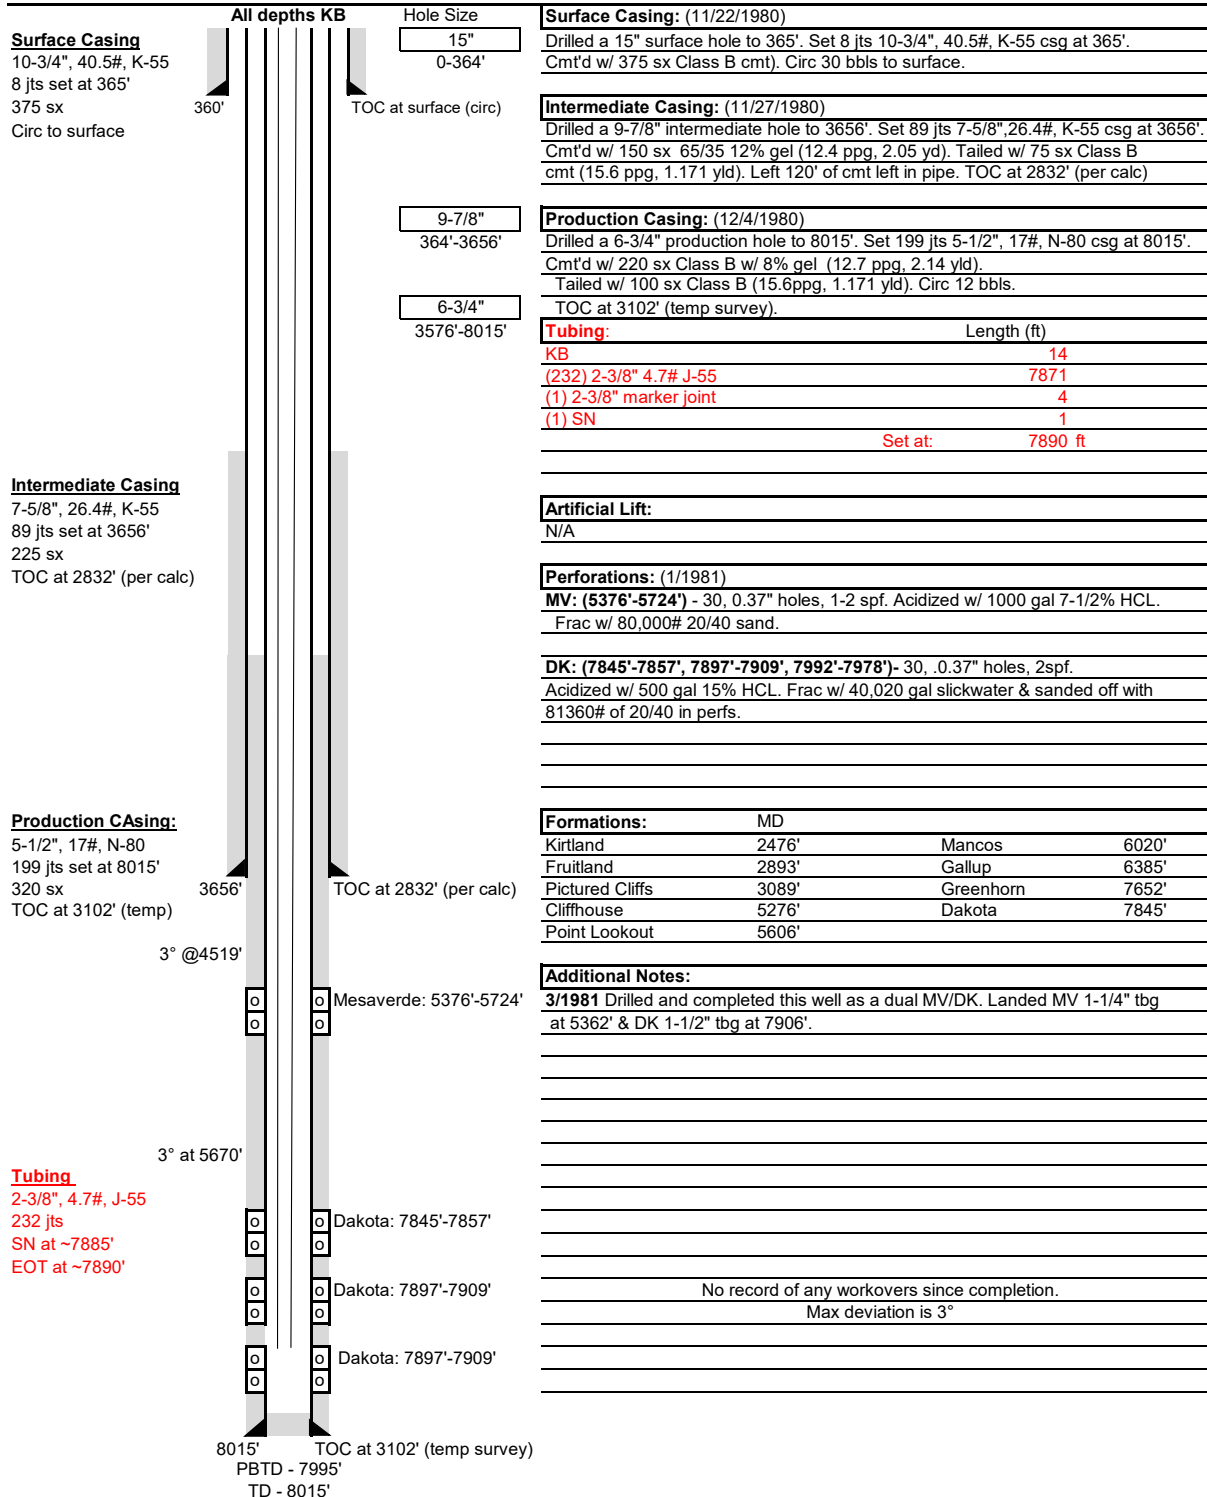 All depths KB
Hole Size
Surface Casing
10-3/4", 40.5#, K-55
8 jts set at 365'
375 sx
Circ to surface
360'
TOC at surface (circ)
15"
0-364'
9-7/8"
364'-3656'
6-3/4"
3576'-8015'
Intermediate Casing
7-5/8", 26.4#, K-55
89 jts set at 3656'
225 sx
TOC at 2832' (per calc)
Production CAsing:
5-1/2", 17#, N-80
199 jts set at 8015'
320 sx
TOC at 3102' (temp)
3656'
TOC at 2832' (per calc)
3° @4519'
o o Mesaverde: 5376'-5724'
o o
3° at 5670'
Tubing
2-3/8", 4.7#, J-55
232 jts
SN at ~7885'
EOT at ~7890'
o o Dakota: 7845'-7857'
o o
o o Dakota: 7897'-7909'
o o
o o Dakota: 7897'-7909'
o o
8015'
TOC at 3102' (temp survey)
PBTD - 7995'
TD - 8015'
Surface Casing: (11/22/1980)
Drilled a 15" surface hole to 365'. Set 8 jts 10-3/4", 40.5#, K-55 csg at 365'.
Cmt'd w/ 375 sx Class B cmt). Circ 30 bbls to surface.
Intermediate Casing: (11/27/1980)
Drilled a 9-7/8" intermediate hole to 3656'. Set 89 jts 7-5/8",26.4#, K-55 csg at 3656'.
Cmt'd w/ 150 sx 65/35 12% gel (12.4 ppg, 2.05 yd). Tailed w/ 75 sx Class B
cmt (15.6 ppg, 1.171 yld). Left 120' of cmt left in pipe. TOC at 2832' (per calc)
Production Casing: (12/4/1980)
Drilled a 6-3/4" production hole to 8015'. Set 199 jts 5-1/2", 17#, N-80 csg at 8015'.
Cmt'd w/ 220 sx Class B w/ 8% gel (12.7 ppg, 2.14 yld).
Tailed w/ 100 sx Class B (15.6ppg, 1.171 yld). Circ 12 bbls.
TOC at 3102' (temp survey).
Tubing: Length (ft)
KB 14
(232) 2-3/8" 4.7# J-55 7871
(1) 2-3/8" marker joint 4
(1) SN 1
Set at: 7890 ft
Artificial Lift:
N/A
Perforations: (1/1981)
MV: (5376'-5724') - 30, 0.37" holes, 1-2 spf. Acidized w/ 1000 gal 7-1/2% HCL.
Frac w/ 80,000# 20/40 sand.
DK: (7845'-7857', 7897'-7909', 7992'-7978')- 30, .0.37" holes, 2spf.
Acidized w/ 500 gal 15% HCL. Frac w/ 40,020 gal slickwater & sanded off with
81360# of 20/40 in perfs.
Formations: MD
Kirtland 2476' Mancos 6020'
Fruitland 2893' Gallup 6385'
Pictured Cliffs 3089' Greenhorn 7652'
Cliffhouse 5276' Dakota 7845'
Point Lookout 5606'
Additional Notes:
3/1981 Drilled and completed this well as a dual MV/DK. Landed MV 1-1/4" tbg
at 5362' & DK 1-1/2" tbg at 7906'.
No record of any workovers since completion.
Max deviation is 3°